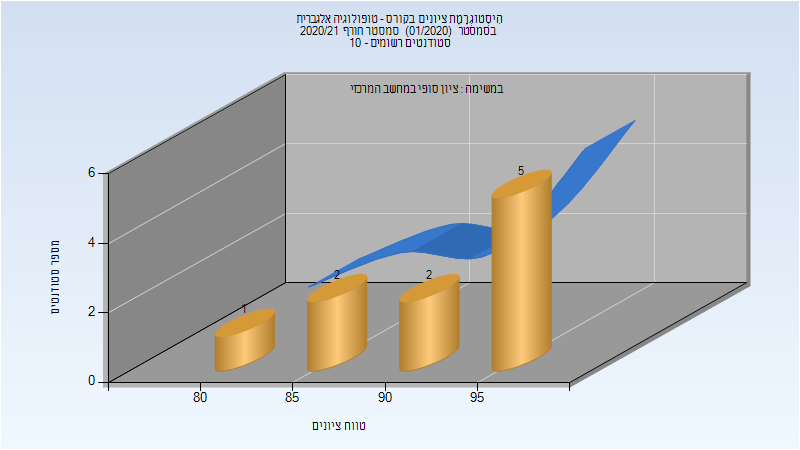 היסטוגרמת ציונים בקורס - טופולוגיה אלגברית
בסמסטר (01/2020) סמסטר חורף 2020/21
סטודנטים רשומים - 10
במשימה : ציון סופי במחשב המרכזי
מספר סטודנטים
6
4
2
0
1
2
2
5
80
85
90
95
טווח ציונים